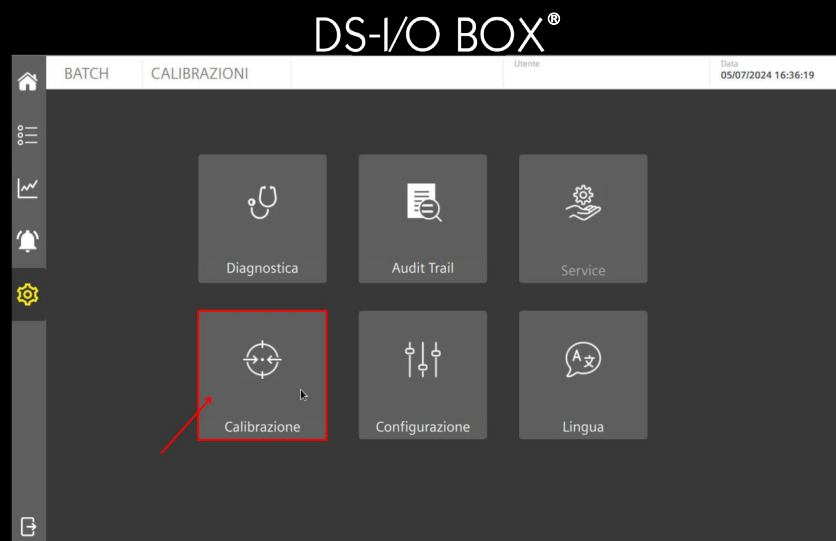 DS-I/O BOX®
BATCH CALIBRAZIONI Utente Data
05/07/2024 16:36:19
Diagnostica Audit Trail Service
Calibrazione Configurazione Lingua